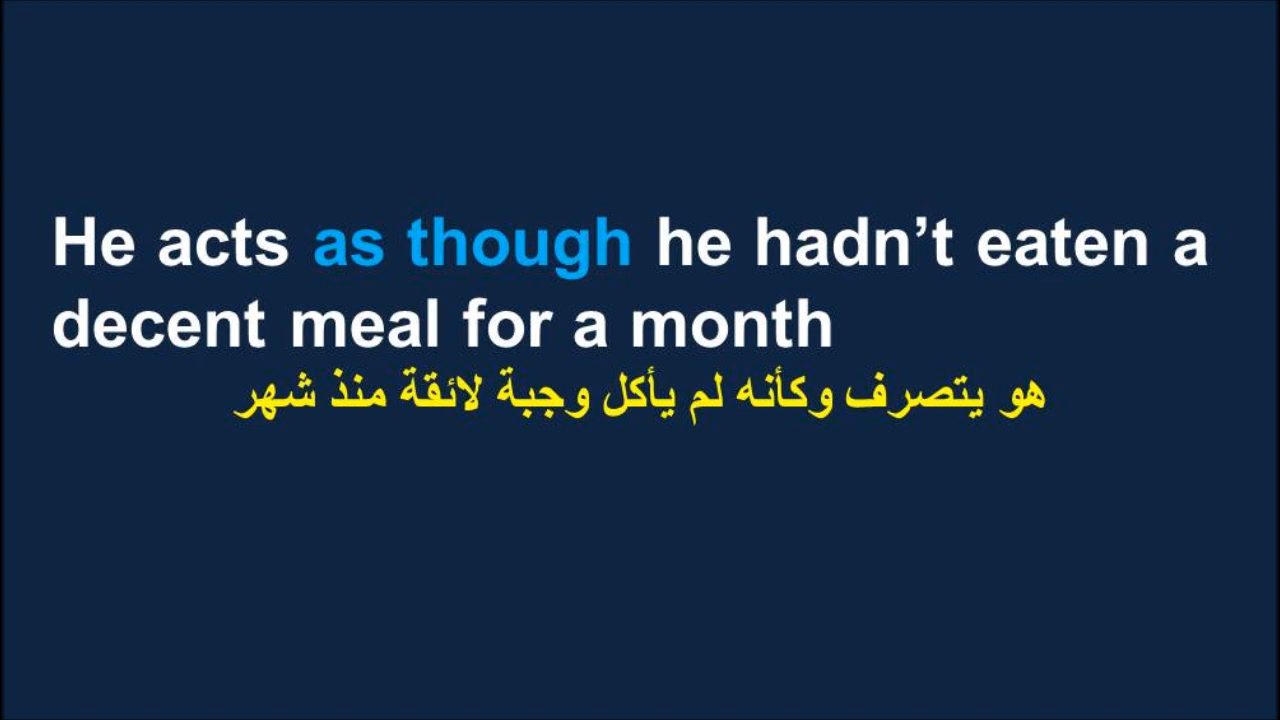 He acts as though he hadn’t eaten a
decent meal for a month
هو يتصرف وكأنه لم يأكل وجبة لائقة منذ شهر